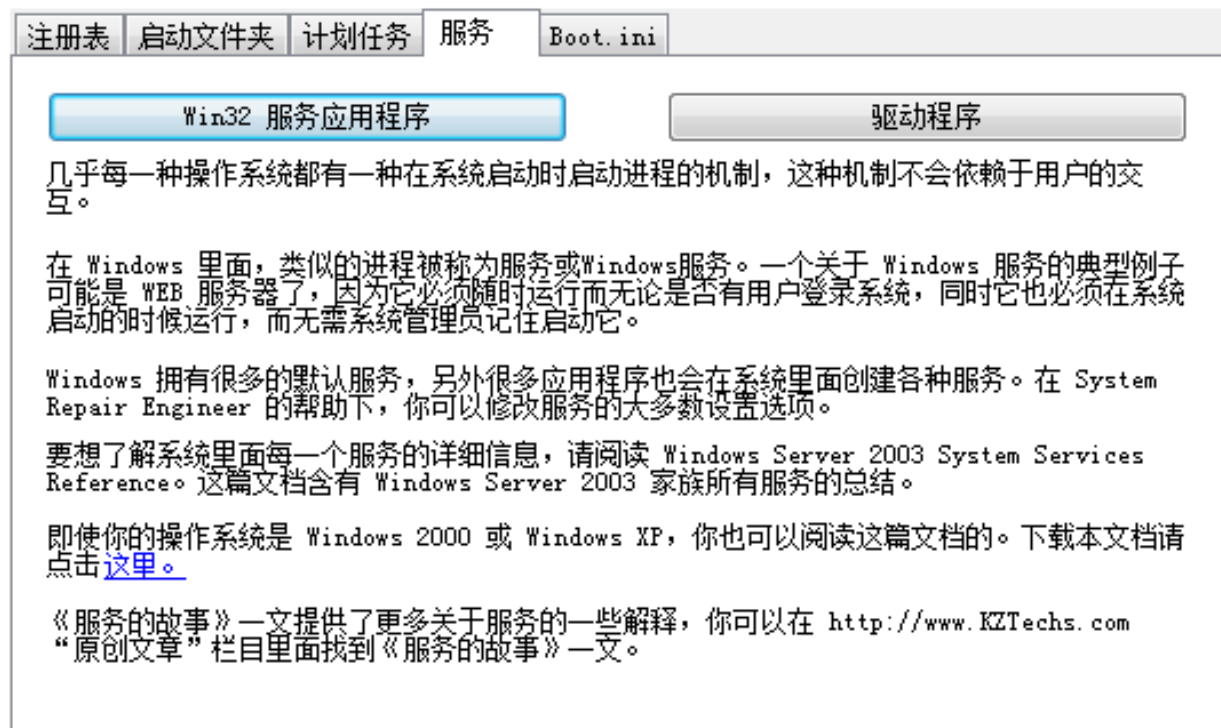 注册表 启动文件夹 计划任务 服务 Boot.ini
Win32 服务应用程序 驱动程序
几乎每一种操作系统都有一种在系统启动时启动进程的机制，这种机制不会依赖于用户的交
互。
在 Windows 里面，类似的进程被称为服务或Windows服务。一个关于 Windows 服务的典型例子
可能是 WEB 服务器了，因为它必须随时运行而无论是否有用户登录系统，同时它也必须在系统
启动的时候运行，而无需系统管理员记住启动它。
Windows 拥有很多的默认服务，另外很多应用程序也会在系统里面创建各种服务。在 System
Repair Engineer 的帮助下，你可以修改服务的大多数设置选项。
要想了解系统里面每一个服务的详细信息，请阅读 Windows Server 2003 System Services
Reference。这篇文档含有 Windows Server 2003 家族所有服务的总结。
即使你的操作系统是 Windows 2000 或 Windows XP，你也可以阅读这篇文档的。下载本文档请
点击这里。
《服务的故事》一文提供了更多关于服务的一些解释，你可以在 http://www.KZTechs.com
“原创文章”栏目里面找到《服务的故事》一文。